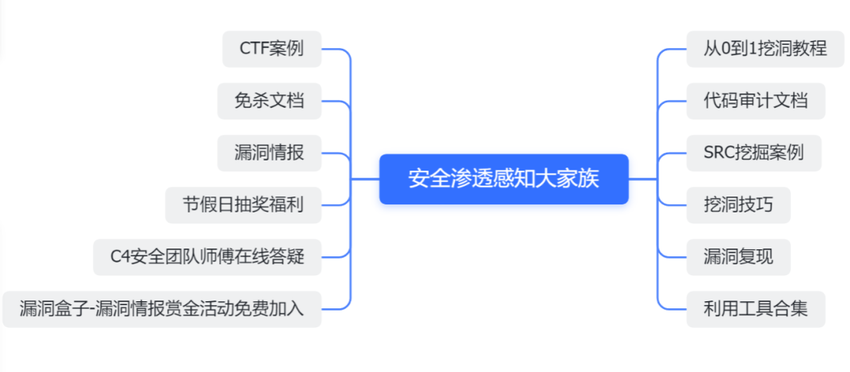 CTF案例
免杀文档
漏洞情报
节假日抽奖福利
C4安全团队师傅在线答疑
漏洞盒子-漏洞情报赏金活动免费加入
安全渗透感知大家族
从0到1挖洞教程
代码审计文档
SRC挖掘案例
挖洞技巧
漏洞复现
利用工具合集